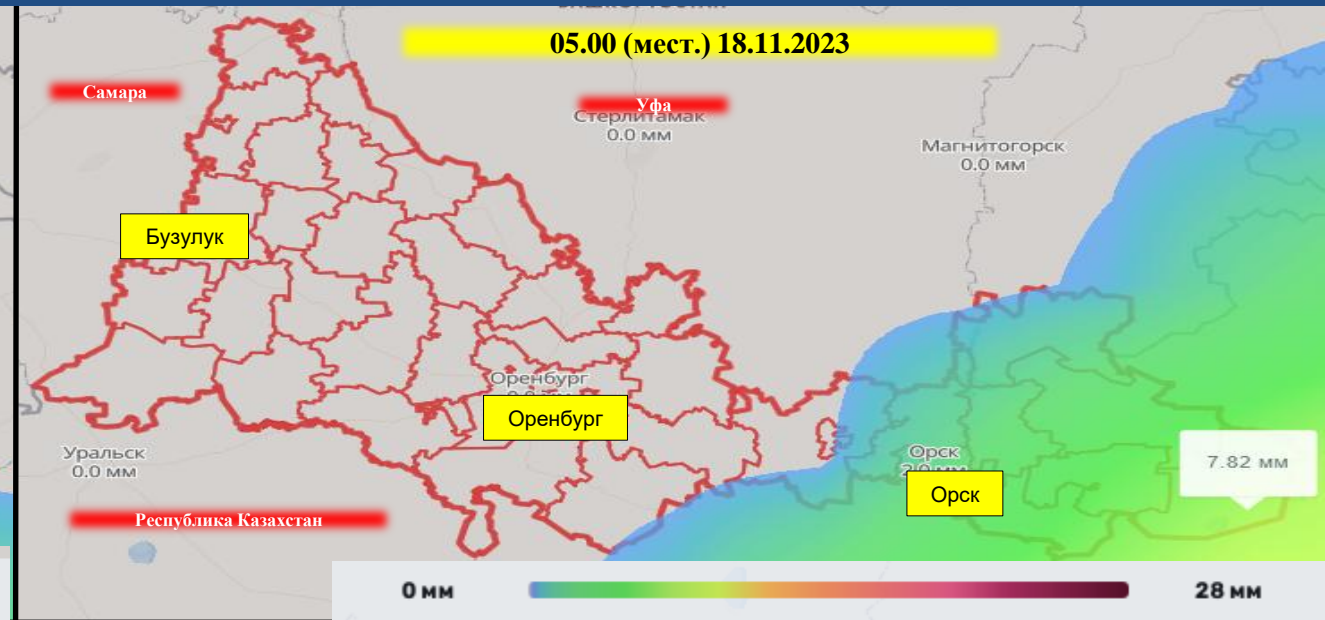 05.00 (мест.) 18.11.2023
Самара
Уфа
Стерлитамак
0.0 мм
Магнитогорск
0.0 мм
Бузулук
Оренбург
Оренбург
Уральск
0.0 мм
Орск
Орск
7.82 мм
Республика Казахстан
0 мм
28 мм